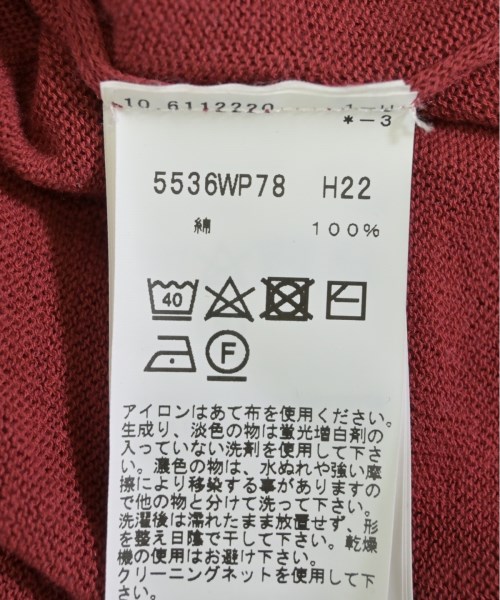 10.6112220
*-3
5536WP78 H22
綿 100%
40
F
アイロンはあて布を使用ください。
生成り、淡色の物は蛍光増白剤の
入っていない洗剤を使用して下さ
い。濃色の物は、水ぬれや強い摩
擦により移染する事がありますの
で他の物と分けて洗って下さい。
洗濯後は濡れたまま放置せず、形
を整え日陰で干して下さい。乾燥
機の使用はお避け下さい。
クリーニングネットを使用して下
さい。